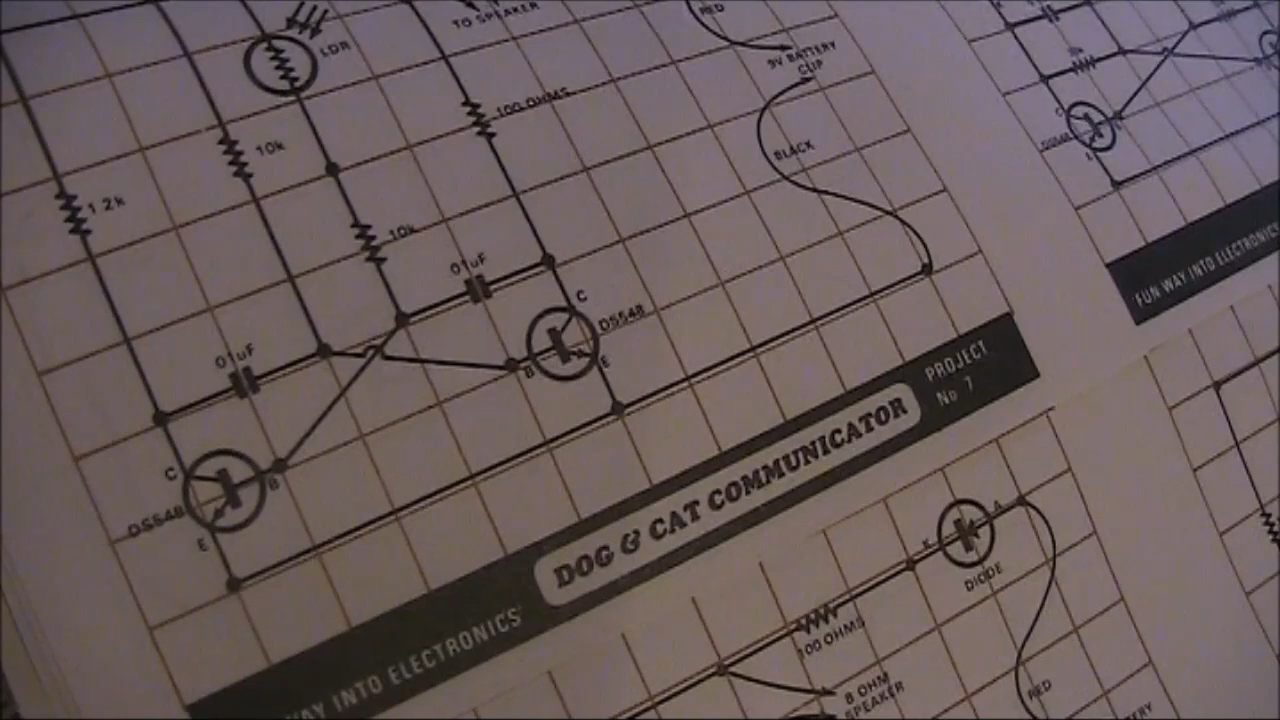 TO SPEAKER
RED
LDR
9V BATTERY
CLIP
100 OHMS
10k
BLACK
1.2k
10k
01uF
C
DS548
B
E
01uF
C
B
DS548
E
PROJECT
No 7
DOG & CAT COMMUNICATOR
WAY INTO ELECTRONICS
C
DS548
FUN WAY INTO ELECTRONICS
A
K
DIODE
100 OHMS
8 OHM
SPEAKER
RED